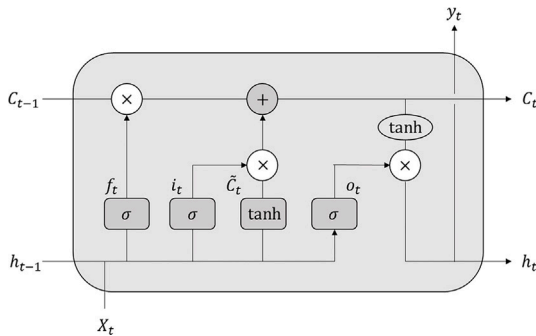 y_t
C_{t-1} × + C_t
tanh
×
×
f_t i_t C̃_t o_t
σ σ tanh σ
h_{t-1} h_t
X_t